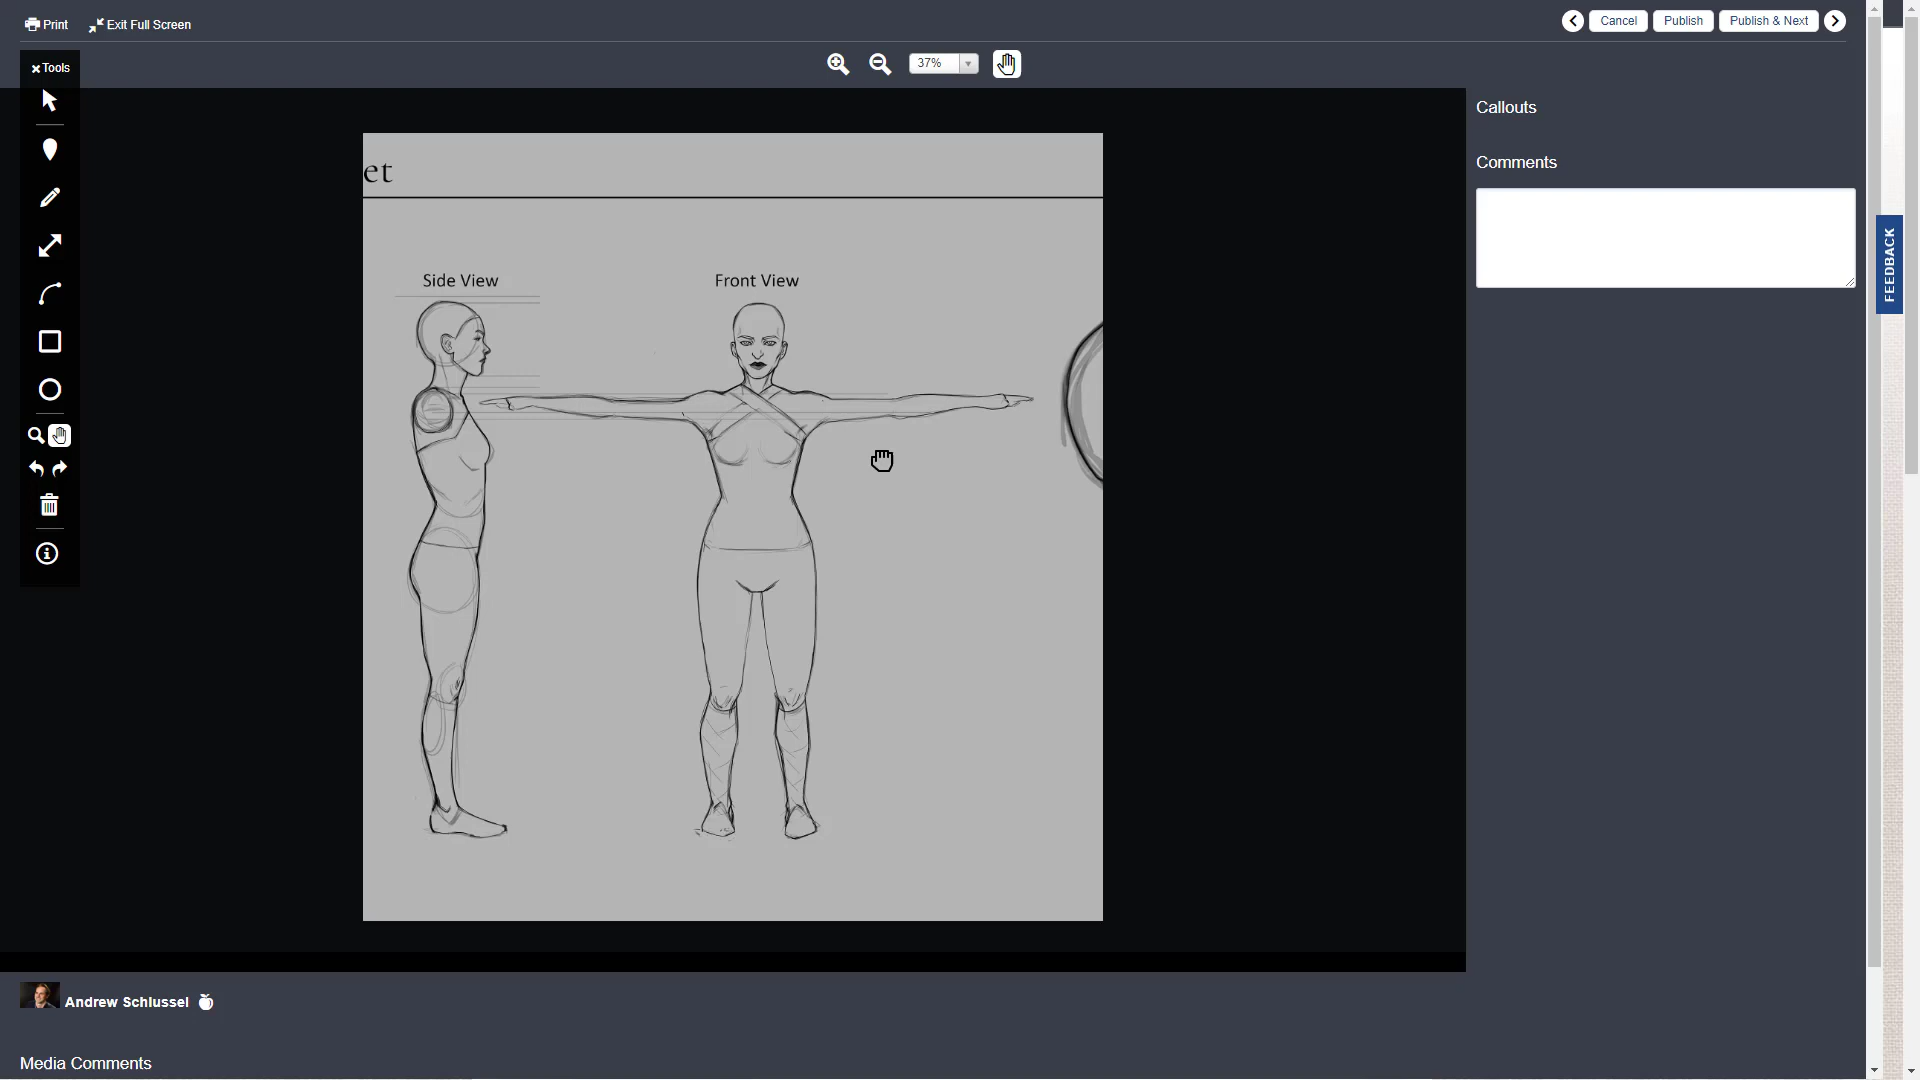 Print
Exit Full Screen
Cancel
Publish
Publish & Next
Tools
37%
Callouts
et
Comments
FEEDBACK
Side View
Front View
Andrew Schlussel
Media Comments